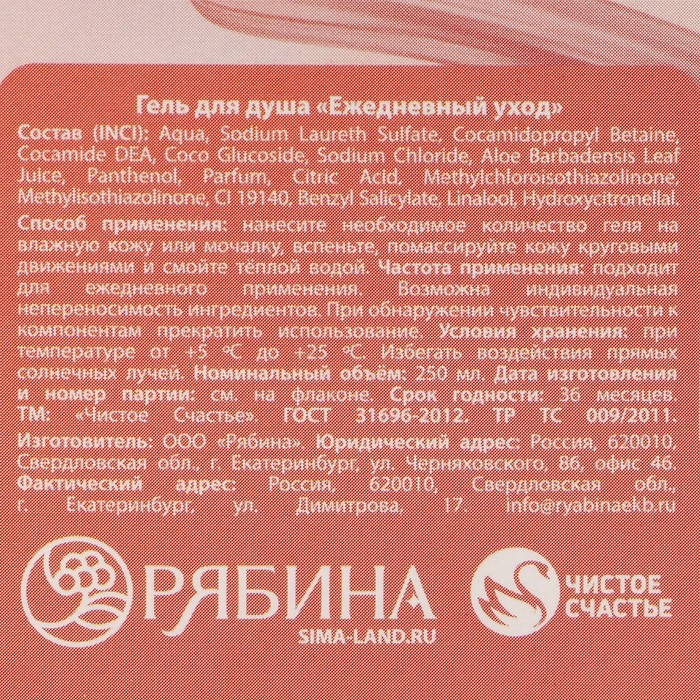 Гель для душа «Ежедневный уход»
Состав (INCI): Aqua, Sodium Laureth Sulfate, Cocamidopropyl Betaine,
Cocamide DEA, Coco Glucoside, Sodium Chloride, Aloe Barbadensis Leaf
Juice, Panthenol, Parfum, Citric Acid, Methylchloroisothiazolinone,
Methylisothiazolinone, CI 19140, Benzyl Salicylate, Linalool, Hydroxycitronellal.
Способ применения: нанесите необходимое количество геля на
влажную кожу или мочалку, вспеньте, помассируйте кожу круговыми
движениями и смойте тёплой водой. Частота применения: подходит
для ежедневного применения. Возможна индивидуальная
непереносимость ингредиентов. При обнаружении чувствительности к
компонентам прекратить использование. Условия хранения: при
температуре от +5 °C до +25 °C. Избегать воздействия прямых
солнечных лучей. Номинальный объём: 250 мл. Дата изготовления
и номер партии: см. на флаконе. Срок годности: 36 месяцев.
ТМ: «Чистое Счастье». ГОСТ 31696-2012. ТР ТС 009/2011.
Изготовитель: ООО «Рябина». Юридический адрес: Россия, 620010,
Свердловская обл., г. Екатеринбург, ул. Черняховского, 86, офис 46.
Фактический адрес: Россия, 620010, Свердловская обл.,
г. Екатеринбург, ул. Димитрова, 17. info@ryabinaekb.ru
РЯБИНА
SIMA-LAND.RU
ЧИСТОЕ
СЧАСТЬЕ